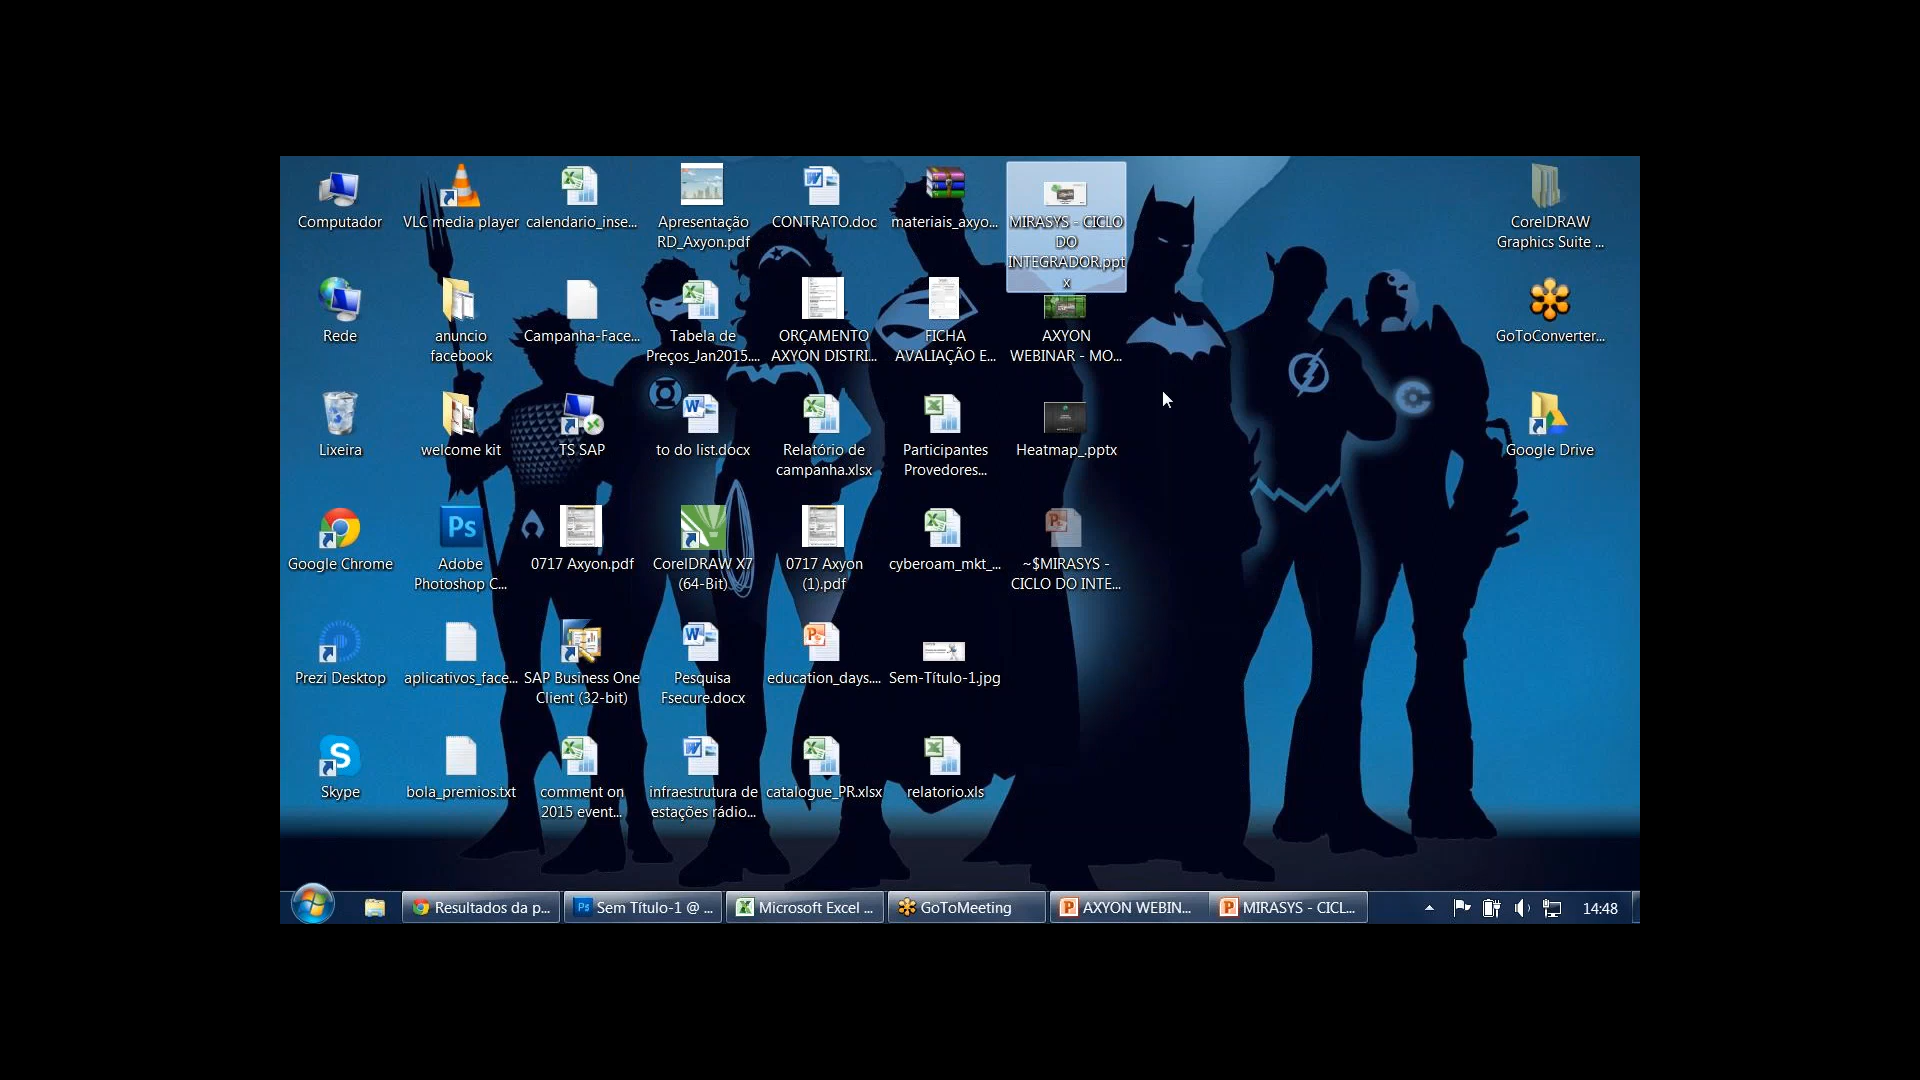 Computador
VLC media player
calendario_inse...
Apresentação
RD_Axyon.pdf
CONTRATO.doc
materiais_axyo...
MIRASYS - CICLO
DO
INTEGRADOR.ppt
x
CorelDRAW
Graphics Suite ...
Rede
anuncio
facebook
Campanha-Face...
Tabela de
Preços_Jan2015....
ORÇAMENTO
AXYON DISTRI...
FICHA
AVALIAÇÃO E...
AXYON
WEBINAR - MO...
GoToConverter...
Lixeira
welcome kit
TS SAP
to do list.docx
Relatório de
campanha.xlsx
Participantes
Provedores...
Heatmap_.pptx
Google Drive
Google Chrome
Ps
Adobe
Photoshop C...
0717 Axyon.pdf
CorelDRAW X7
(64-Bit)
0717 Axyon
(1).pdf
cyberoam_mkt_...
~$MIRASYS -
CICLO DO INTE...
Prezi Desktop
aplicativos_face...
SAP Business One
Client (32-bit)
Pesquisa
Fsecure.docx
education_days....
Sem-Título-1.jpg
Skype
bola_premios.txt
comment on
2015 event...
infraestrutura de
estações rádio...
catalogue_PR.xlsx
relatorio.xls
Resultados da p...
Ps Sem Título-1 @ ...
Microsoft Excel ...
GoToMeeting
AXYON WEBIN...
MIRASYS - CICL...
14:48